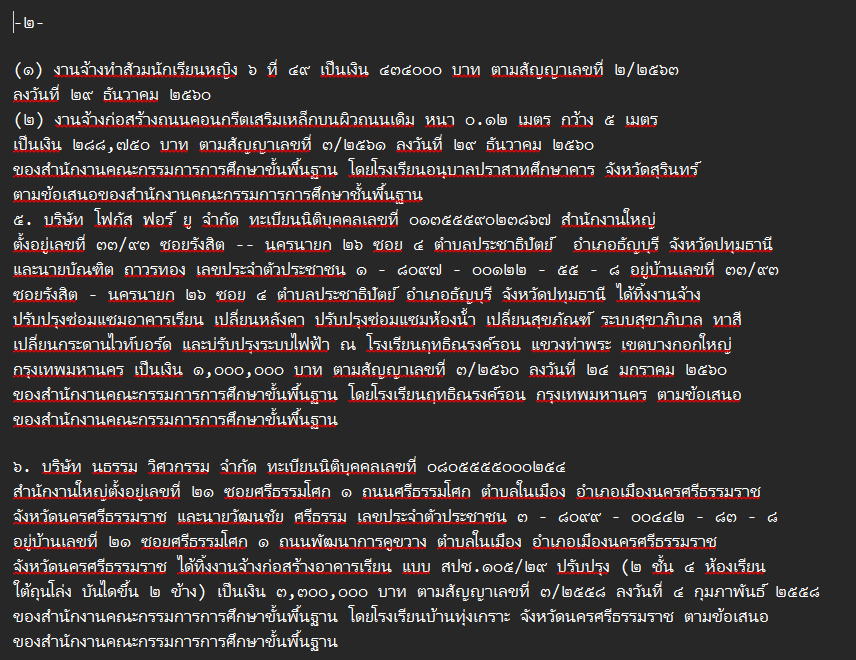 -๒-
(๑) งานจ้างทำส้วมนักเรียนหญิง ๖ ที่ ๔๙ เป็นเงิน ๔๓๔๐๐๐ บาท ตามสัญญาเลขที่ ๒/๒๕๖๓
ลงวันที่ ๒๙ ธันวาคม ๒๕๖๐
(๒) งานจ้างก่อสร้างถนนคอนกรีตเสริมเหล็กบนผิวถนนเดิม หนา ๐.๑๒ เมตร กว้าง ๕ เมตร
เป็นเงิน ๒๘๘,๗๕๐ บาท ตามสัญญาเลขที่ ๓/๒๕๖๑ ลงวันที่ ๒๙ ธันวาคม ๒๕๖๐
ของสำนักงานคณะกรรมการการศึกษาขั้นพื้นฐาน โดยโรงเรียนอนุบาลปราสาทศึกษาคาร จังหวัดสุรินทร์
ตามข้อเสนอของสำนักงานคณะกรรมการการศึกษาชั้นพื้นฐาน
๕. บริษัท โฟกัส ฟอร์ ยู จำกัด ทะเบียนนิติบุคคลเลขที่ ๐๑๓๕๕๕๙๐๒๓๘๖๗ สำนักงานใหญ่
ตั้งอยู่เลขที่ ๓๓/๙๓ ซอยรังสิต -- นครนายก ๒๖ ซอย ๔ ตำบลประชาธิปัตย์ อำเภอธัญบุรี จังหวัดปทุมธานี
และนายบัณฑิต ถาวรทอง เลขประจำตัวประชาชน ๑ - ๘๐๙๗ - ๐๐๑๒๒ - ๕๕ - ๘ อยู่บ้านเลขที่ ๓๓/๙๓
ซอยรังสิต - นครนายก ๒๖ ซอย ๔ ตำบลประชาธิปัตย์ อำเภอธัญบุรี จังหวัดปทุมธานี ได้ทิ้งงานจ้าง
ปรับปรุงซ่อมแซมอาคารเรียน เปลี่ยนหลังคา ปรับปรุงซ่อมแซมห้องน้ำ เปลี่ยนสุขภัณฑ์ ระบบสุขาภิบาล ทาสี
เปลี่ยนกระดานไวท์บอร์ด และปรับปรุงระบบไฟฟ้า ณ โรงเรียนฤทธิณรงค์รอน แขวงท่าพระ เขตบางกอกใหญ่
กรุงเทพมหานคร เป็นเงิน ๑,๐๐๐,๐๐๐ บาท ตามสัญญาเลขที่ ๓/๒๕๖๐ ลงวันที่ ๒๔ มกราคม ๒๕๖๐
ของสำนักงานคณะกรรมการการศึกษาขั้นพื้นฐาน โดยโรงเรียนฤทธิณรงค์รอน กรุงเทพมหานคร ตามข้อเสนอ
ของสำนักงานคณะกรรมการการศึกษาขั้นพื้นฐาน
๖. บริษัท นธรรม วิศวกรรม จำกัด ทะเบียนนิติบุคคลเลขที่ ๐๘๐๕๕๕๕๐๐๐๒๕๔
สำนักงานใหญ่ตั้งอยู่เลขที่ ๒๑ ซอยศรีธรรมโศก ๑ ถนนศรีธรรมโศก ตำบลในเมือง อำเภอเมืองนครศรีธรรมราช
จังหวัดนครศรีธรรมราช และนายวัฒนชัย ศรีธรรม เลขประจำตัวประชาชน ๓ - ๘๐๙๙ - ๐๐๔๔๒ - ๘๓ - ๘
อยู่บ้านเลขที่ ๒๑ ซอยศรีธรรมโศก ๑ ถนนพัฒนาการคูขวาง ตำบลในเมือง อำเภอเมืองนครศรีธรรมราช
จังหวัดนครศรีธรรมราช ได้ทิ้งงานจ้างก่อสร้างอาคารเรียน แบบ สปช.๑๐๕/๒๙ ปรับปรุง (๒ ชั้น ๔ ห้องเรียน
ใต้ถุนโล่ง บันไดขึ้น ๒ ข้าง) เป็นเงิน ๓,๓๐๐,๐๐๐ บาท ตามสัญญาเลขที่ ๓/๒๕๕๘ ลงวันที่ ๔ กุมภาพันธ์ ๒๕๕๘
ของสำนักงานคณะกรรมการการศึกษาขั้นพื้นฐาน โดยโรงเรียนบ้านทุ่งเกราะ จังหวัดนครศรีธรรมราช ตามข้อเสนอ
ของสำนักงานคณะกรรมการการศึกษาขั้นพื้นฐาน